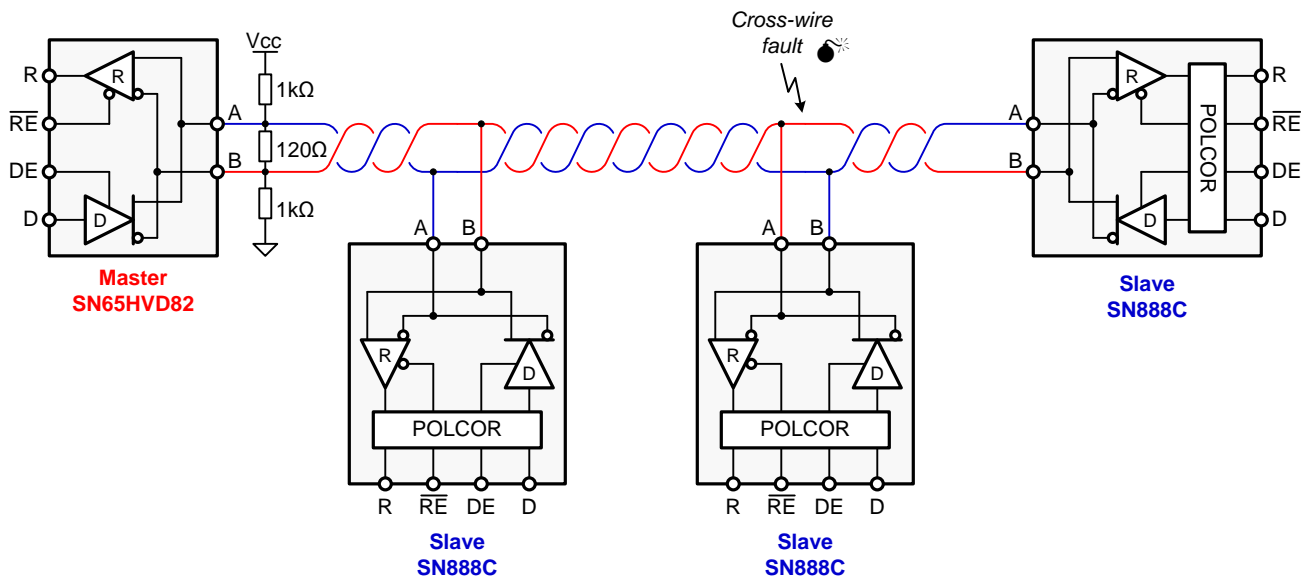 Cross-wire
fault
Vcc
R
RE
DE
D
R
D
A
B
1kΩ
120Ω
1kΩ
Master
SN65HVD82
A
B
R
D
POLCOR
R
RE
DE
D
Slave
SN888C
A
B
R
D
POLCOR
R
RE
DE
D
Slave
SN888C
A
B
R
D
POLCOR
R
RE
DE
D
Slave
SN888C